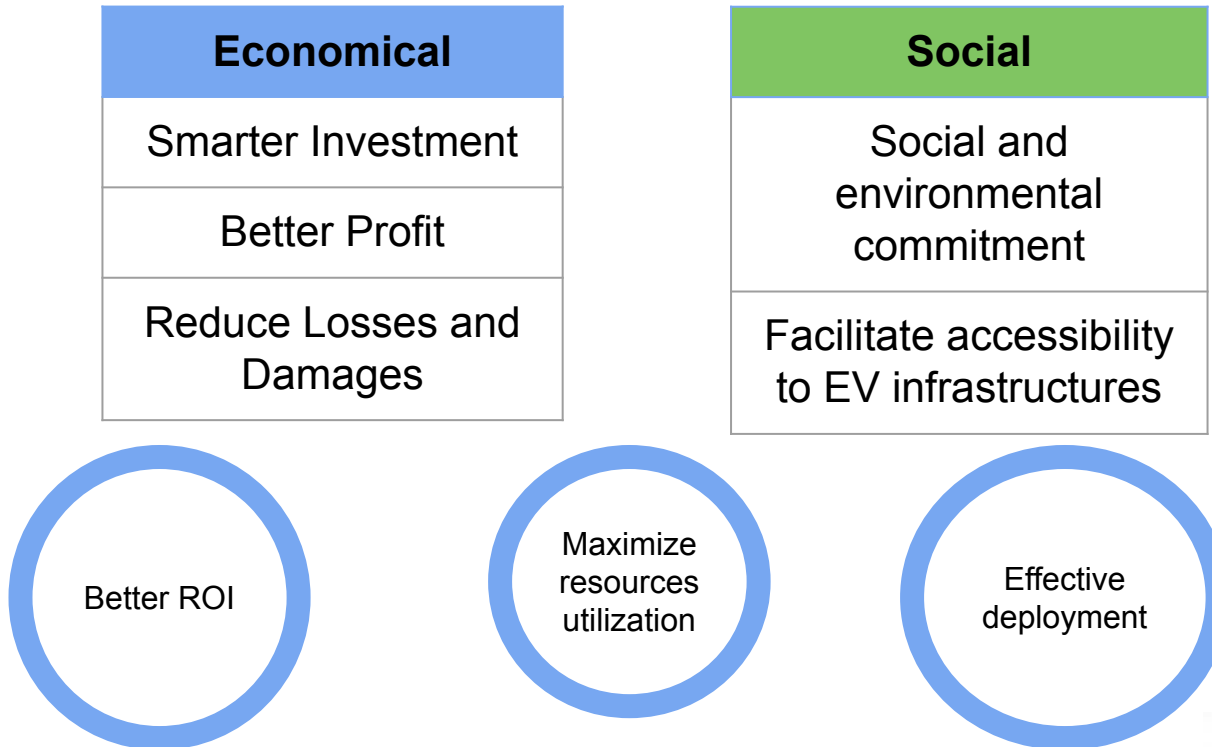 Economical
Smarter Investment
Better Profit
Reduce Losses and
Damages
Social
Social and
environmental
commitment
Facilitate accessibility
to EV infrastructures
Better ROI
Maximize
resources
utilization
Effective
deployment